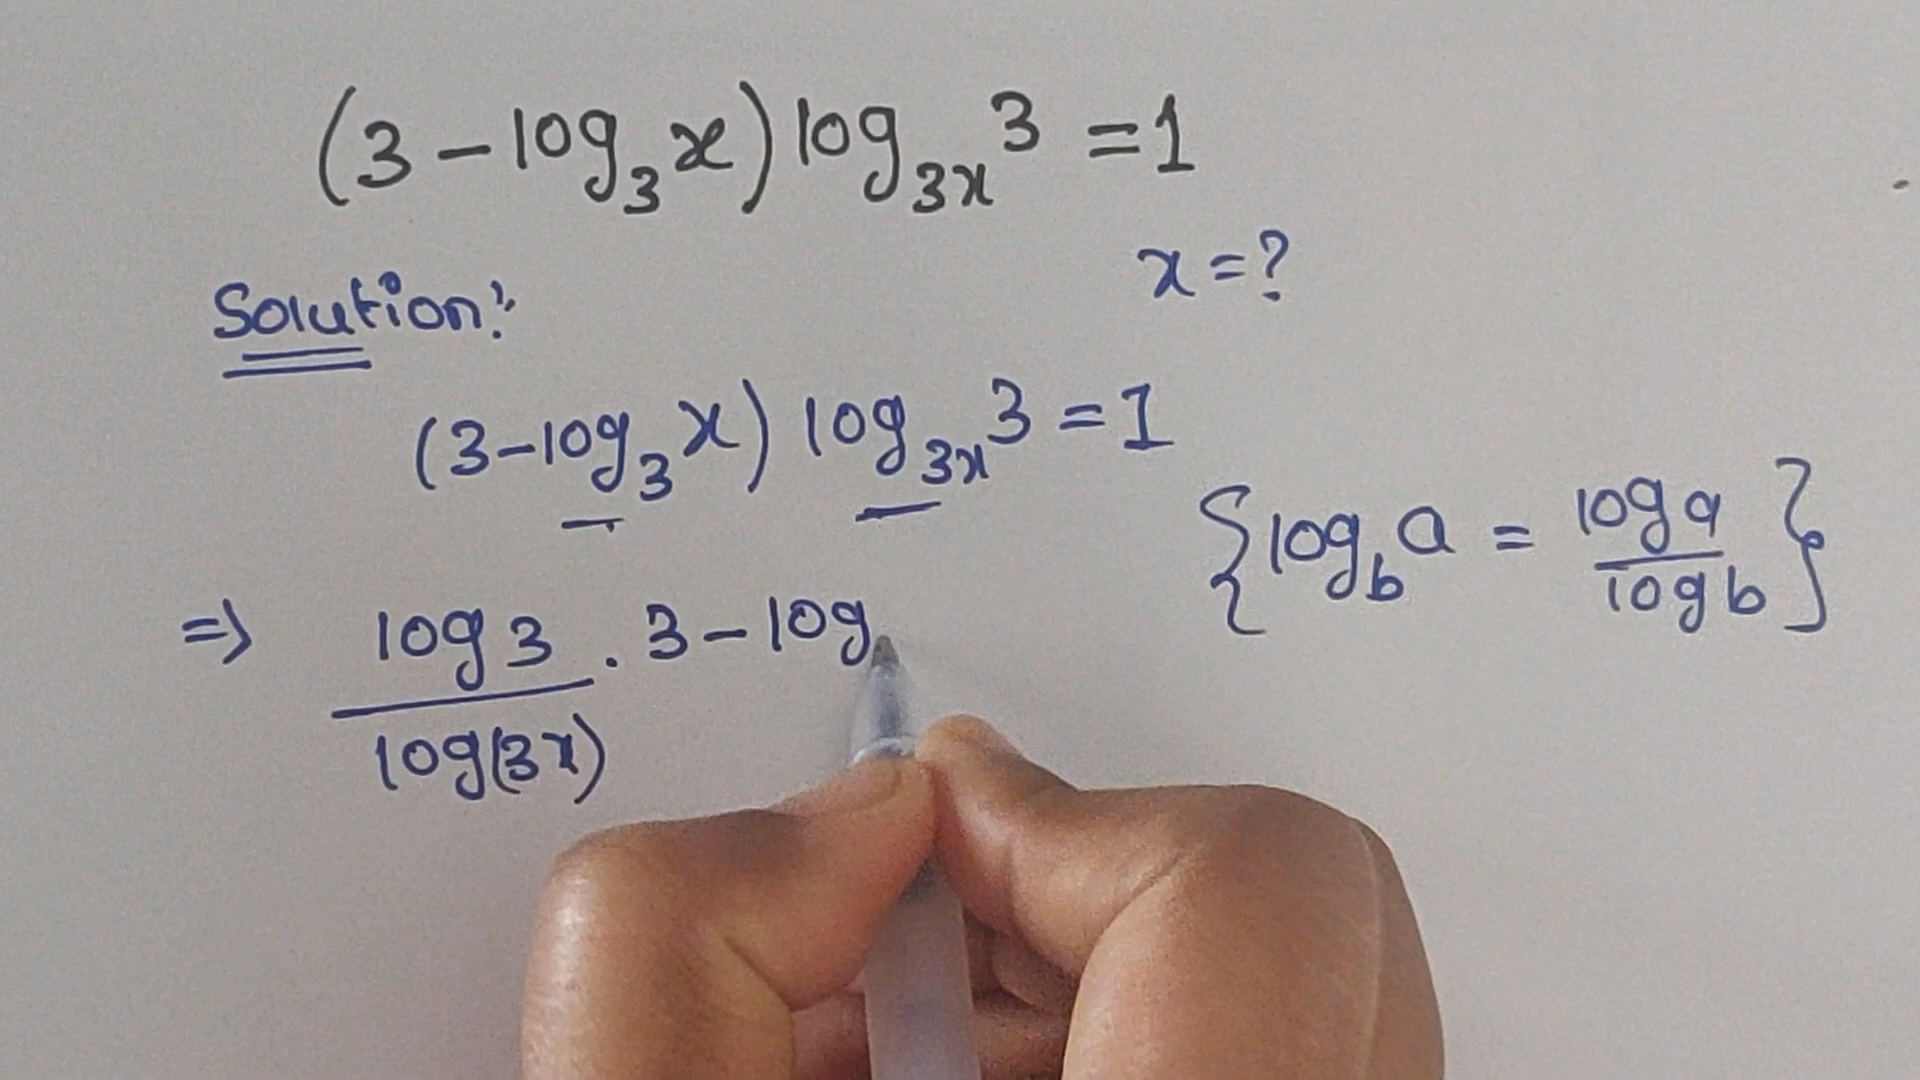 (3 - log₃x) log₃ₓ3 = 1
x = ?
Solution:
(3 - log₃x) log₃ₓ3 = 1
{log_b a = log a / log b}
=> log 3 / log(3x) . 3 - log